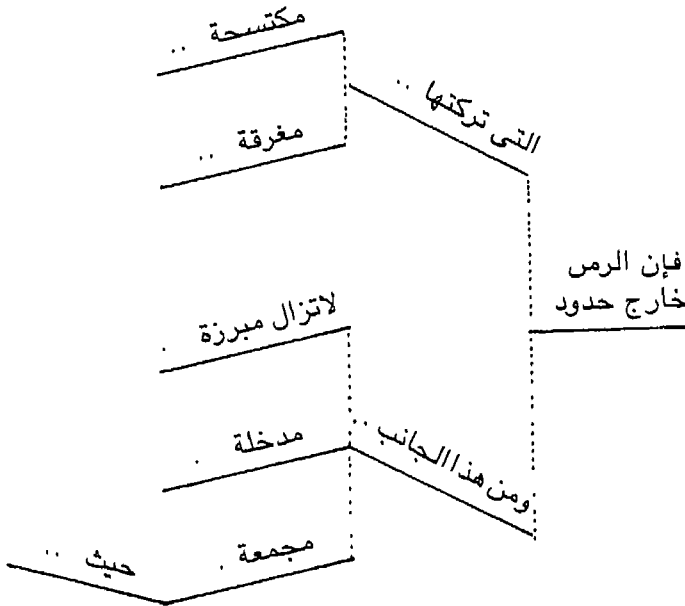 فإن الرمس
خارج حدود
التى تركتها ..
مكتسحة ..
مغرقة ..
ومن هذا الجانب ..
لاتزال مبرزة .
مدخلة .
مجمعة .
حيث ..